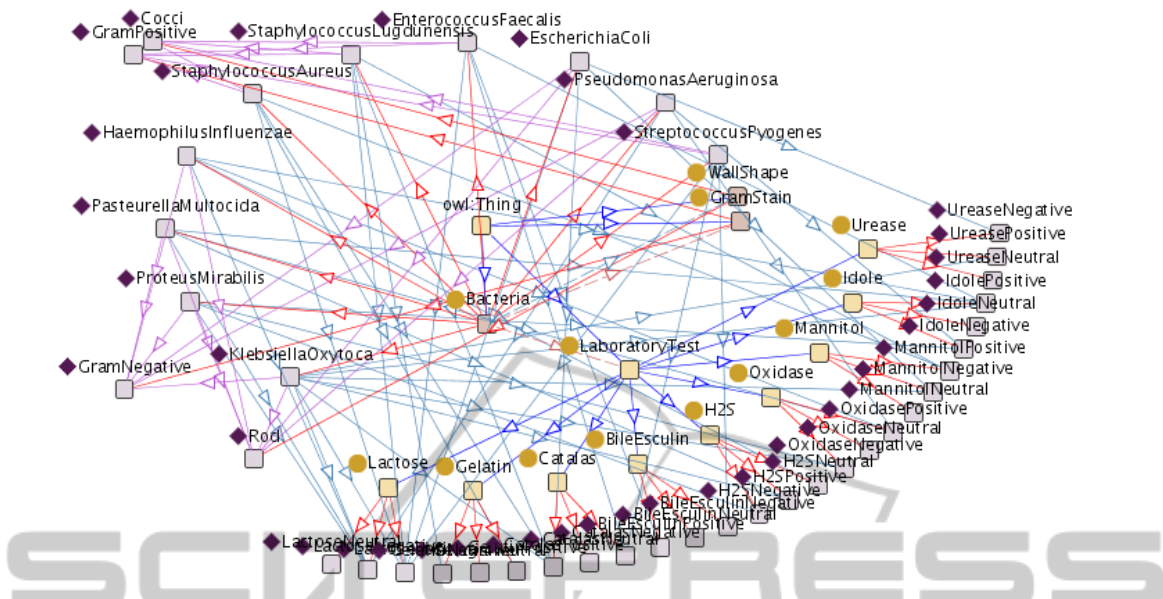 Cocci
GramPositive
StaphylococcusLugdunensis
EnterococcusFaecalis
EscherichiaColi
StaphylococcusAureus
PseudomonasAeruginosa
HaemophilusInfluenzae
StreptococcusPyogenes
WallShape
GramStain
owl:Thing
PasteurellaMultocida
UreaseNegative
Urease
UreasePositive
UreaseNeutral
ProteusMirabilis
Idole
IdolePositive
Bacteria
IdoleNeutral
Mannitol
IdoleNegative
KlebsiellaOxytoca
LaboratoryTest
MannitolPositive
GramNegative
Oxidase
MannitolNegative
MannitolNeutral
H2S
OxidasePositive
OxidaseNeutral
Rod
BileEsculin
OxidaseNegative
Lactose
Gelatin
Catalas
H2SNeutral
H2SPositive
H2SNegative
BileEsculinNegative
BileEsculinNeutral
BileEsculinPositive
CatalasNegative
LactoseNeutral
SCITEPRESS